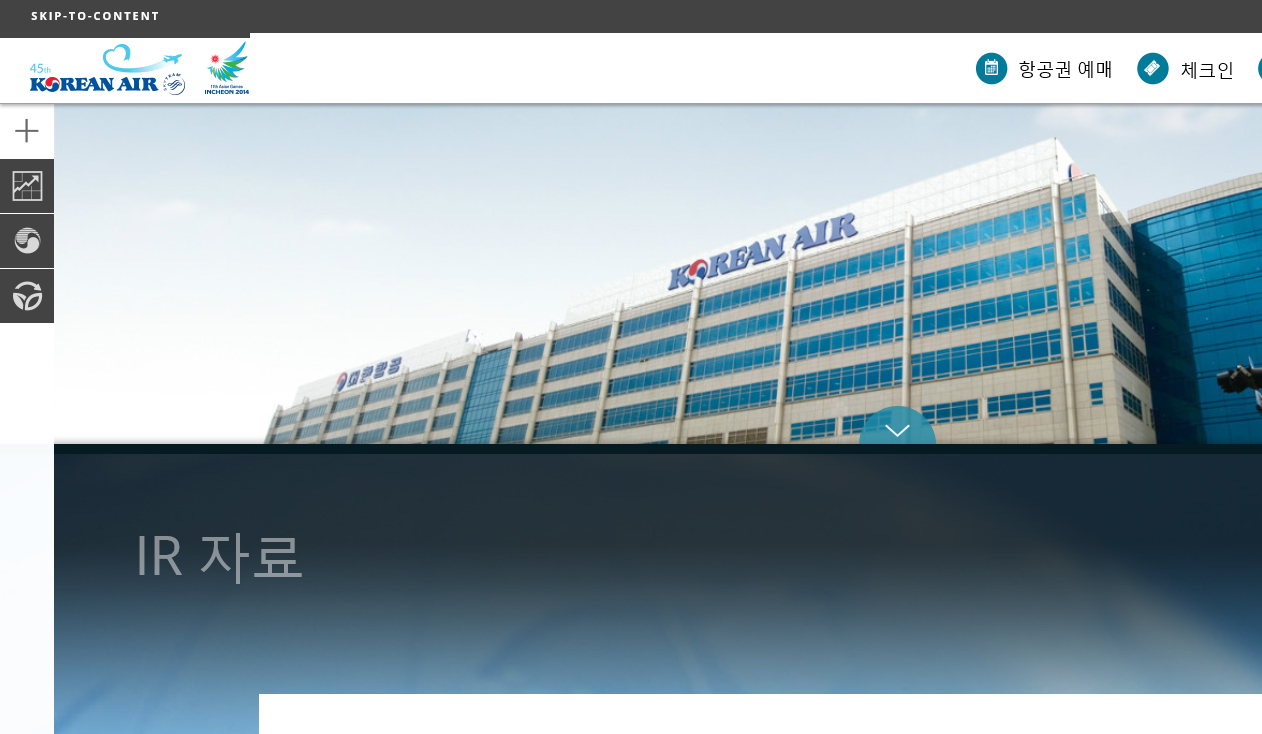 SKIP-TO-CONTENT
45th
KOREAN AIR
17th Asian Games
INCHEON 2014
항공권 예매
체크인
KOREAN AIR
대한항공
IR 자료